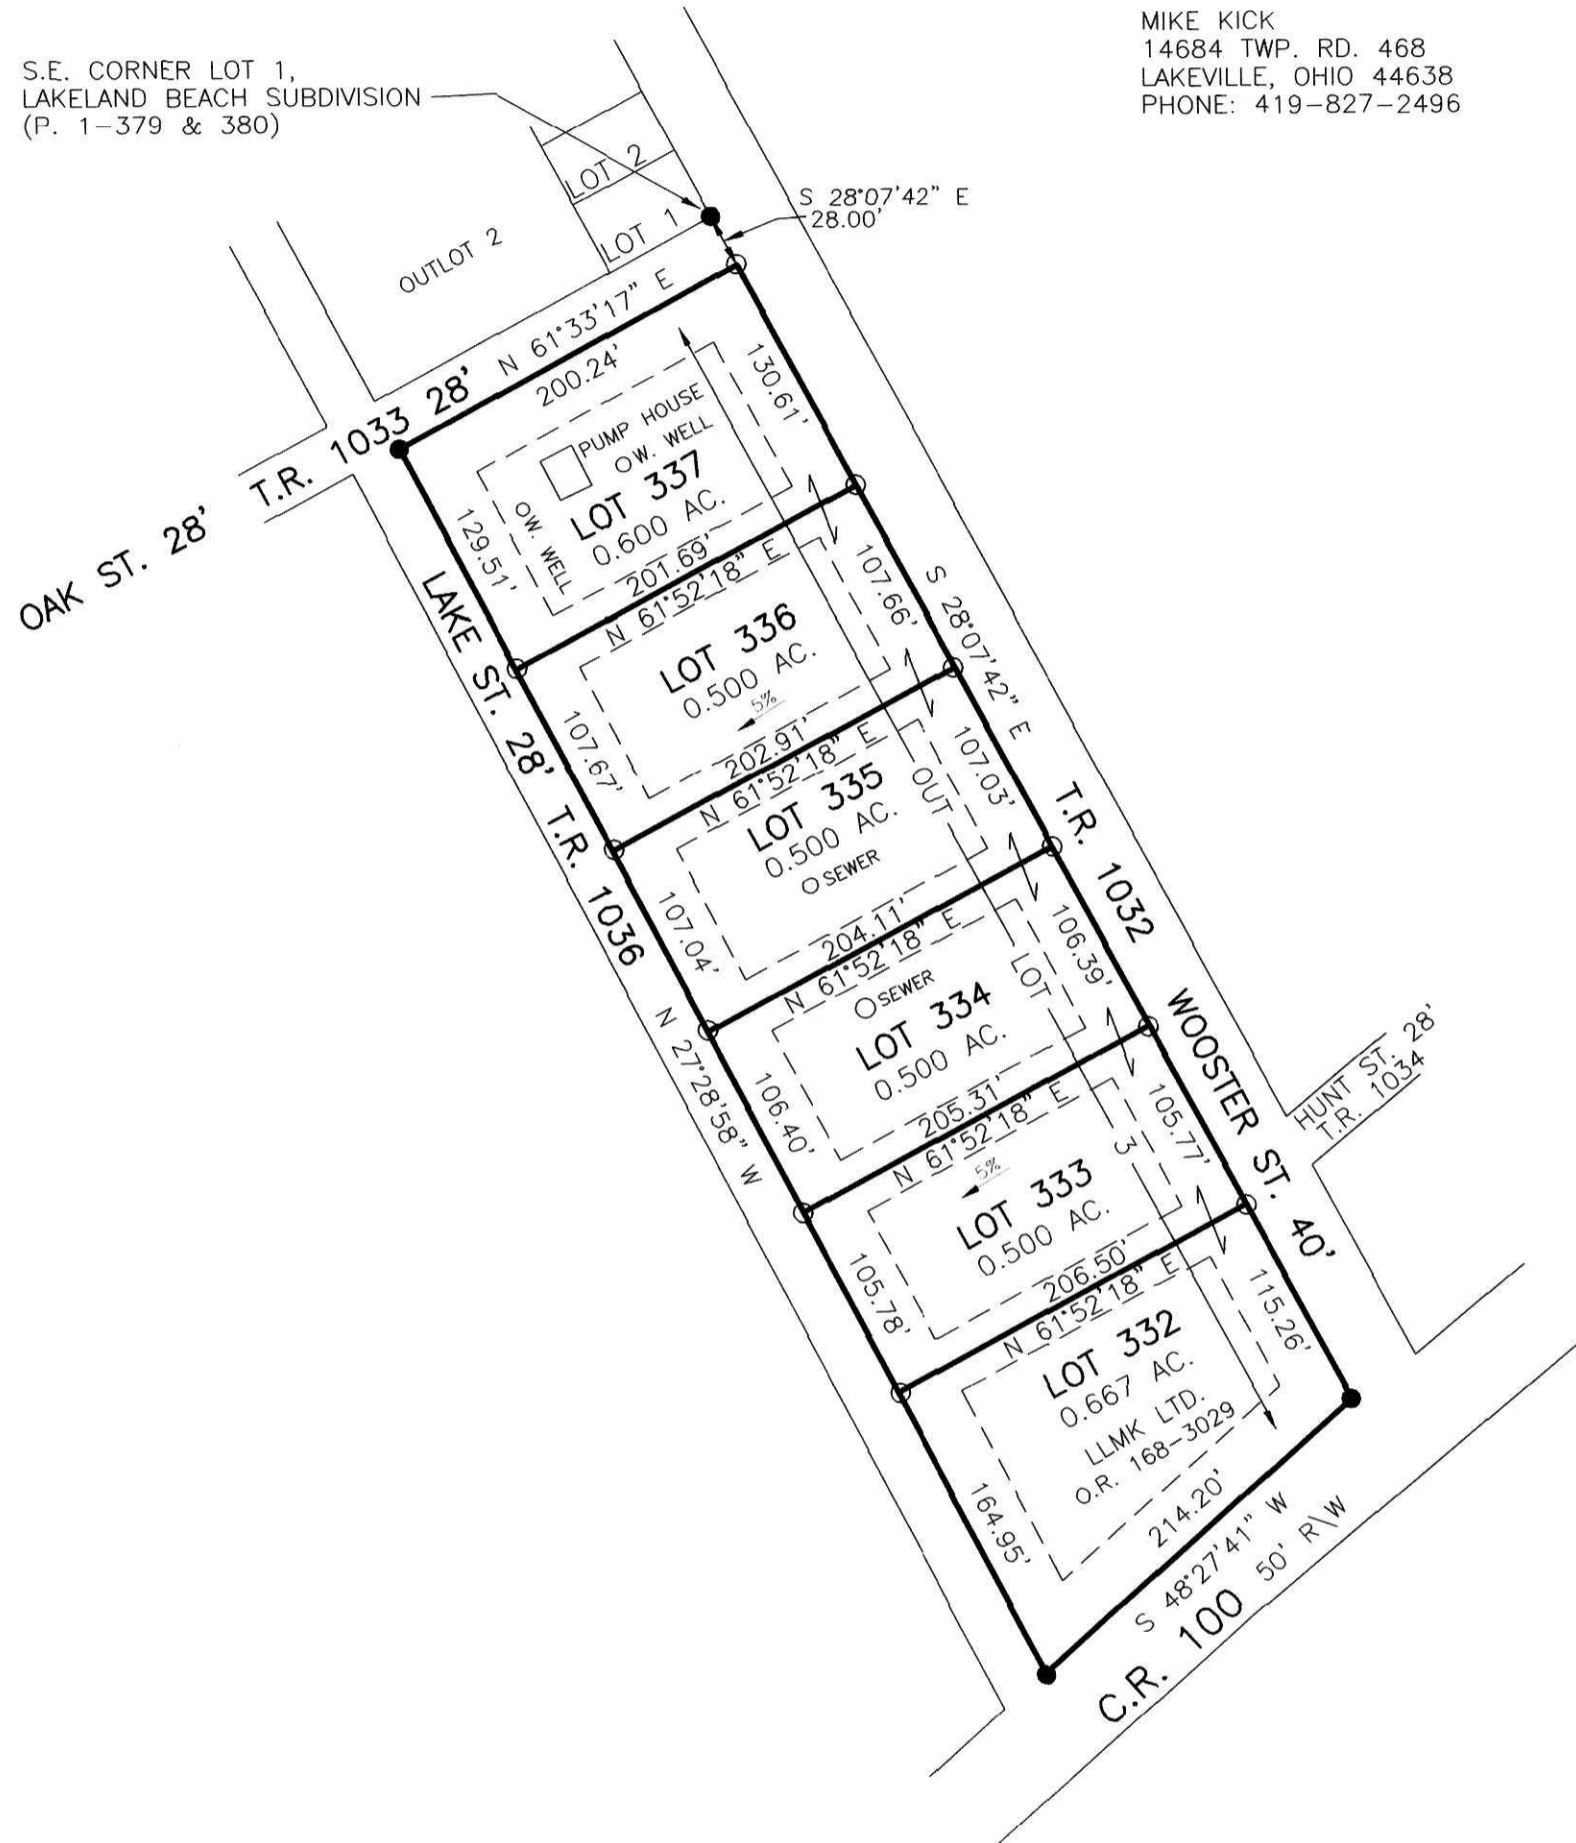 MIKE KICK
14684 TWP. RD. 468
LAKEVILLE, OHIO 44638
PHONE: 419-827-2496
S.E. CORNER LOT 1,
LAKELAND BEACH SUBDIVISION
(P. 1-379 & 380)
LOT 2
LOT 1
OUTLOT 2
S 28°07'42" E
28.00'
OAK ST. 28' T.R. 1033 28'
N 61°33'17" E
200.24'
130.61'
PUMP HOUSE
W. WELL
W. WELL
LOT 337
0.600 AC.
129.51'
201.69'
N 61°52'18" E
LOT 336
0.500 AC.
5%
107.66'
107.67'
202.91'
N 61°52'18" E
LOT 335
0.500 AC.
SEWER
107.03'
107.04'
204.11'
N 61°52'18" E
SEWER
LOT 334
0.500 AC.
106.39'
106.40'
205.31'
N 61°52'18" E
5%
LOT 333
0.500 AC.
105.77'
105.78'
206.50'
N 61°52'18" E
LOT 332
0.667 AC.
LLMK LTD.
O.R. 168-3029
115.26'
164.95'
214.20'
S 48°27'41" W
C.R. 100 50' R\W
OUT LOT 3
LAKE ST. 28' T.R. 1036
N 27°28'58" W
S 28°07'42" E
T.R. 1032 WOOSTER ST. 40'
HUNT ST. 28'
T.R. 1034